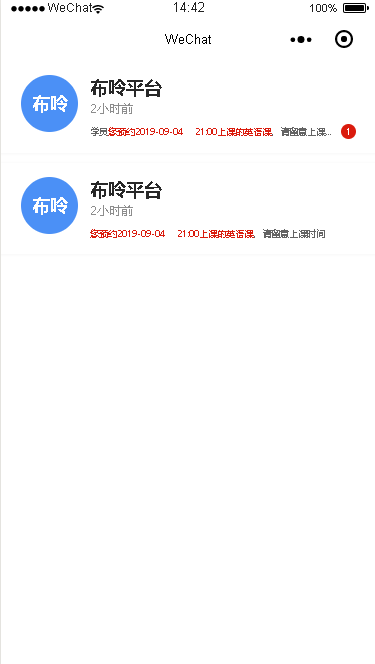 WeChat 14:42 100%
WeChat
布呤 布呤平台
2小时前
学员您预约2019-09-04 21:00上课的英语课，请留意上课... 1
布呤 布呤平台
2小时前
您预约2019-09-04 21:00上课的英语课，请留意上课时间